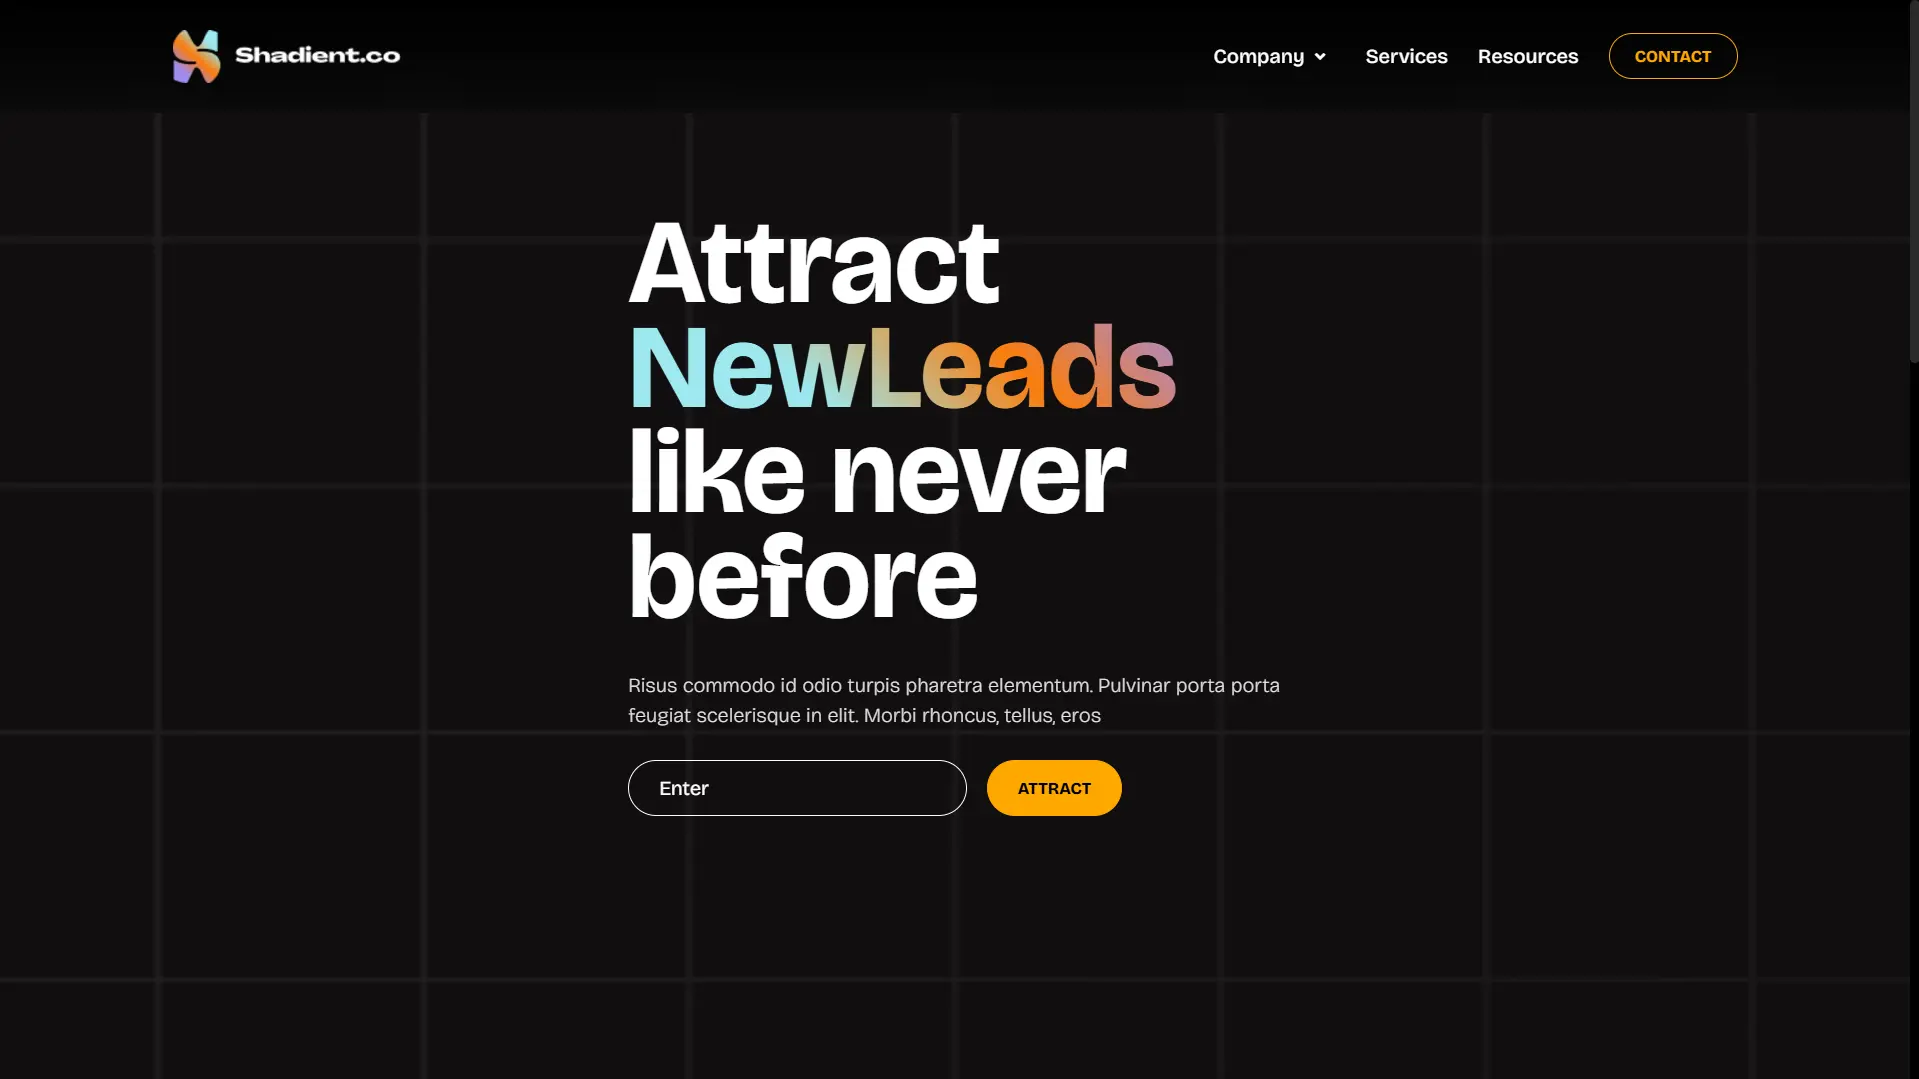 Shadient.co
Company
Services
Resources
CONTACT
Attract
NewLeads
like never
before
Risus commodo id odio turpis pharetra elementum. Pulvinar porta porta
feugiat scelerisque in elit. Morbi rhoncus, tellus, eros
Enter
ATTRACT